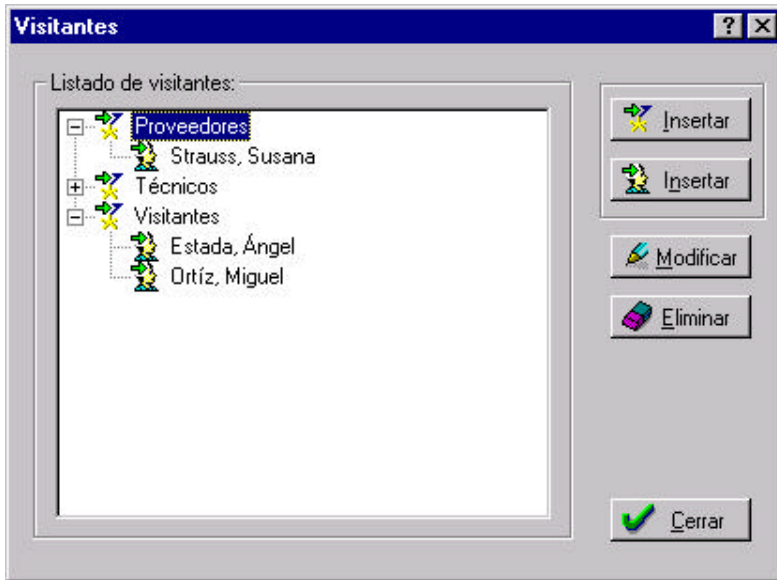 Visitantes
Listado de visitantes:
Proveedores
Strauss, Susana
Técnicos
Visitantes
Estada, Ángel
Ortíz, Miguel
Insertar
Insertar
Modificar
Eliminar
Cerrar